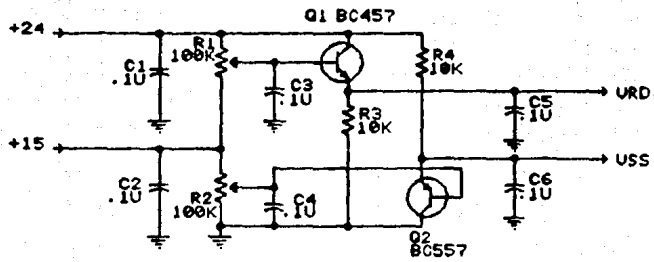 Q1 BC457
+24
R1
100K
R4
10K
C1
.1U
C3
.1U
VRD
R3
10K
C5
.1U
+15
VSS
C2
.1U
R2
100K
C4
.1U
C6
.1U
Q2
BC557